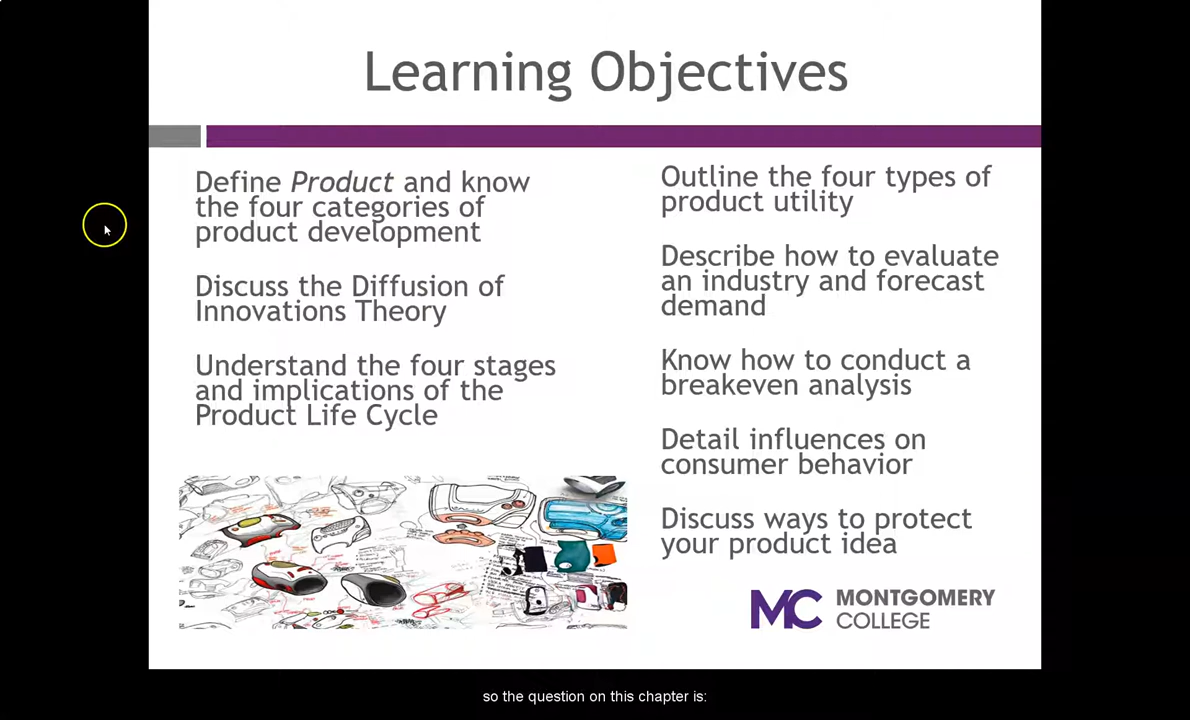 Learning Objectives
Define Product and know
the four categories of
product development
Discuss the Diffusion of
Innovations Theory
Understand the four stages
and implications of the
Product Life Cycle
Outline the four types of
product utility
Describe how to evaluate
an industry and forecast
demand
Know how to conduct a
breakeven analysis
Detail influences on
consumer behavior
Discuss ways to protect
your product idea
MC MONTGOMERY
COLLEGE
so the question on this chapter is: